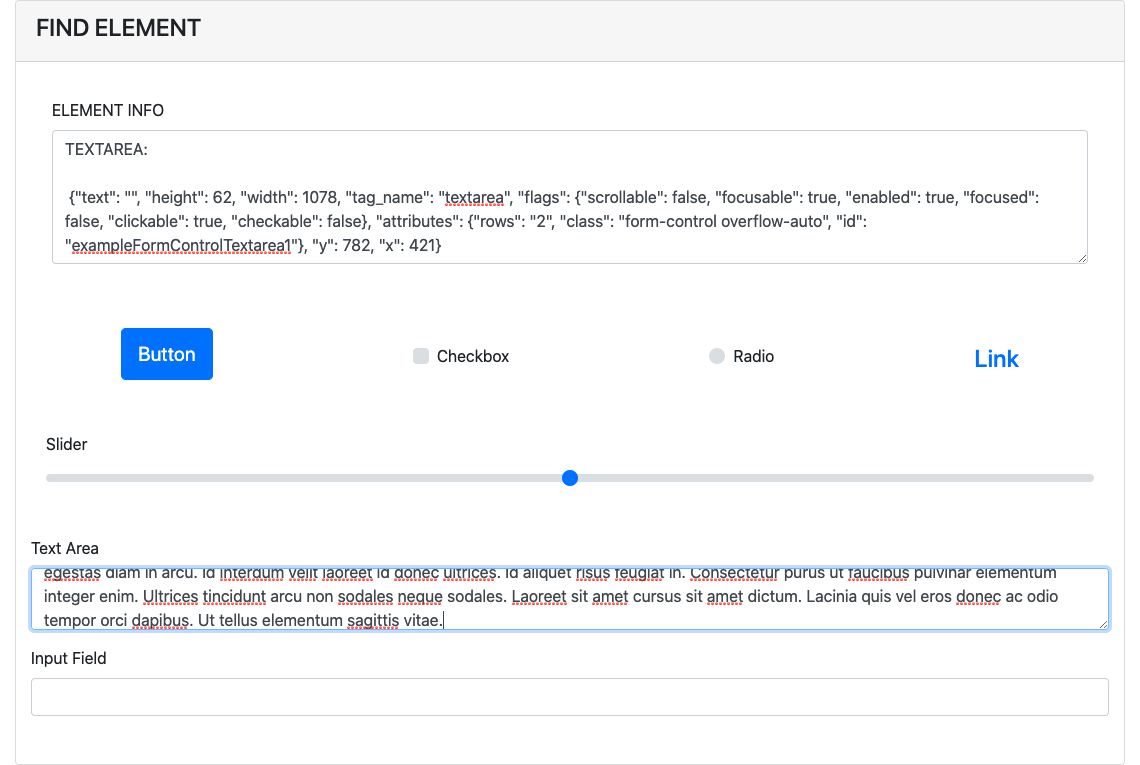 FIND ELEMENT
ELEMENT INFO
TEXTAREA:
{"text": "", "height": 62, "width": 1078, "tag_name": "textarea", "flags": {"scrollable": false, "focusable": true, "enabled": true, "focused":
false, "clickable": true, "checkable": false}, "attributes": {"rows": "2", "class": "form-control overflow-auto", "id":
"exampleFormControlTextarea1"}, "y": 782, "x": 421}
Button
Checkbox
Radio
Link
Slider
Text Area
egestas diam in arcu. Id interdum velit laoreet id donec ultrices. Id aliquet risus feugiat in. Consectetur purus ut faucibus pulvinar elementum
integer enim. Ultrices tincidunt arcu non sodales neque sodales. Laoreet sit amet cursus sit amet dictum. Lacinia quis vel eros donec ac odio
tempor orci dapibus. Ut tellus elementum sagittis vitae.
Input Field